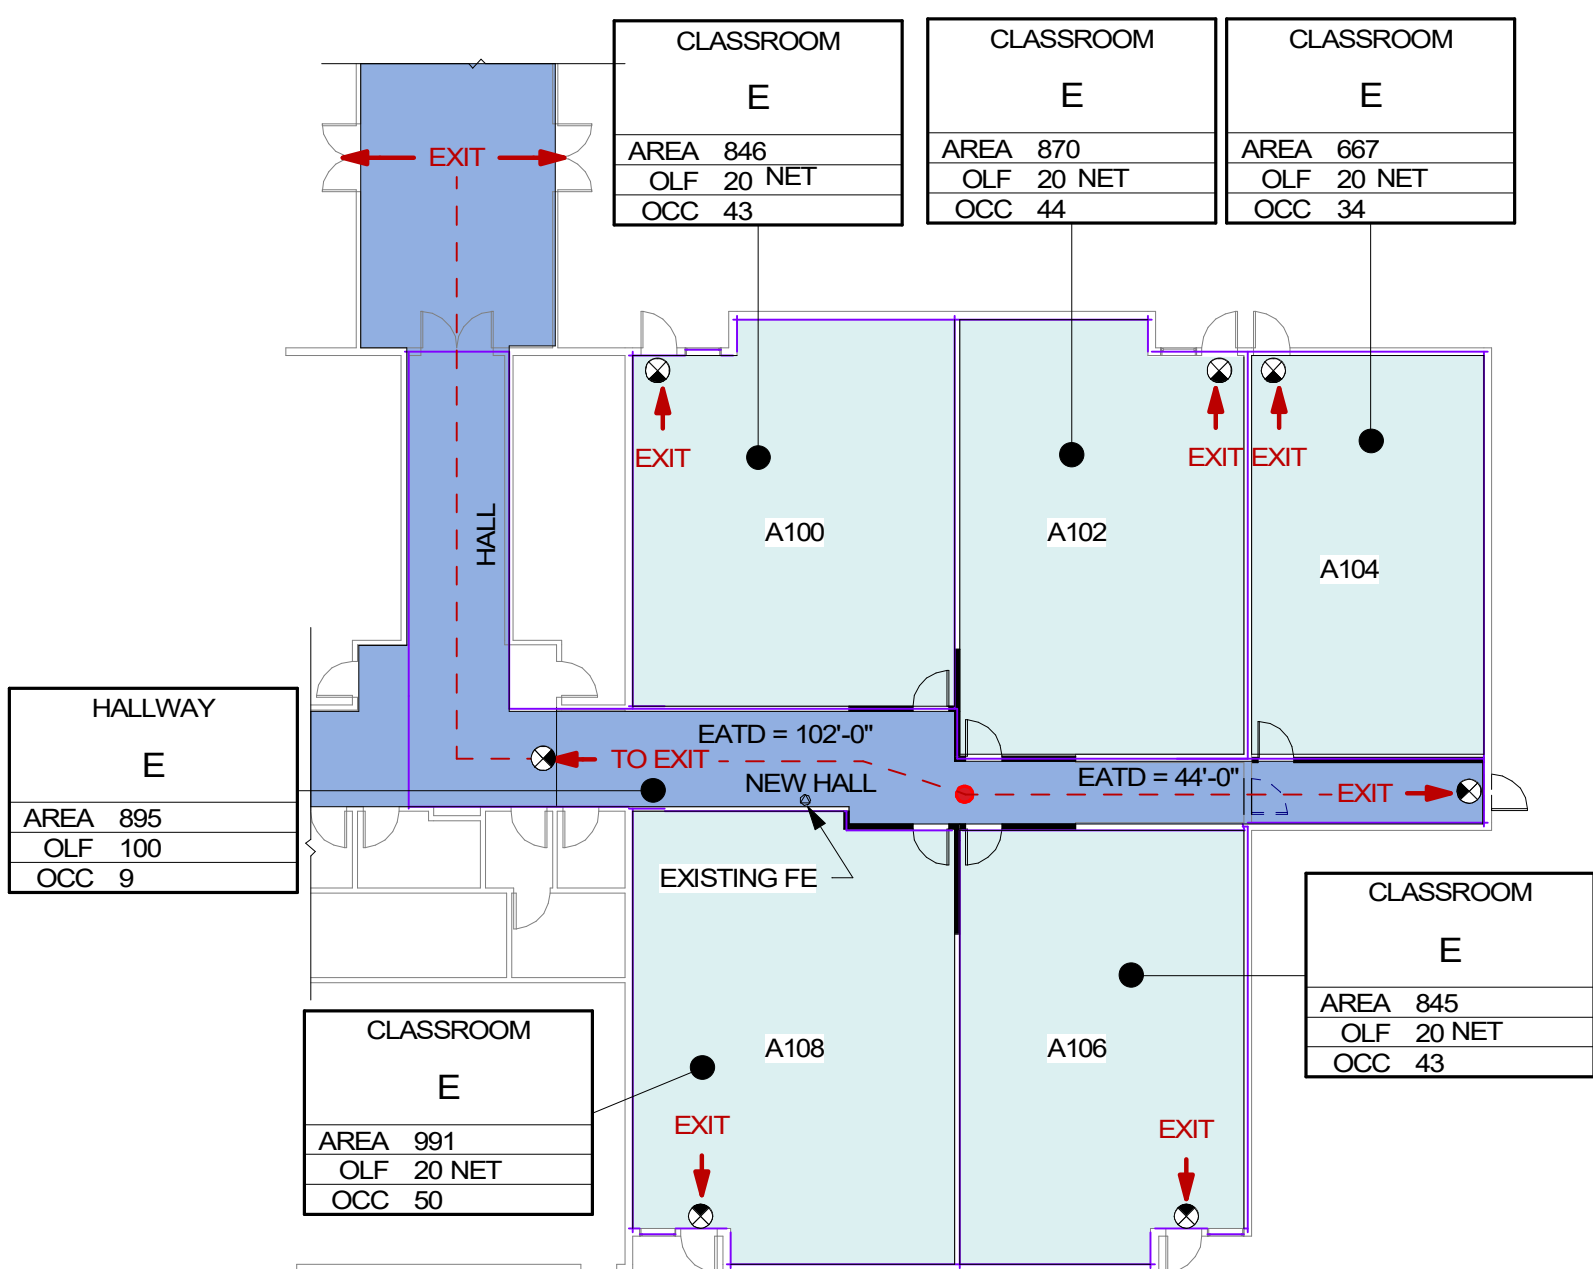 CLASSROOM
E
AREA 846
OLF 20 NET
OCC 43
CLASSROOM
E
AREA 870
OLF 20 NET
OCC 44
CLASSROOM
E
AREA 667
OLF 20 NET
OCC 34
EXIT
EXIT
EXIT
EXIT
HALL
A100
A102
A104
HALLWAY
E
AREA 895
OLF 100
OCC 9
EATD = 102'-0"
TO EXIT
NEW HALL
EATD = 44'-0"
EXIT
EXISTING FE
CLASSROOM
E
AREA 845
OLF 20 NET
OCC 43
CLASSROOM
E
AREA 991
OLF 20 NET
OCC 50
A108
A106
EXIT
EXIT